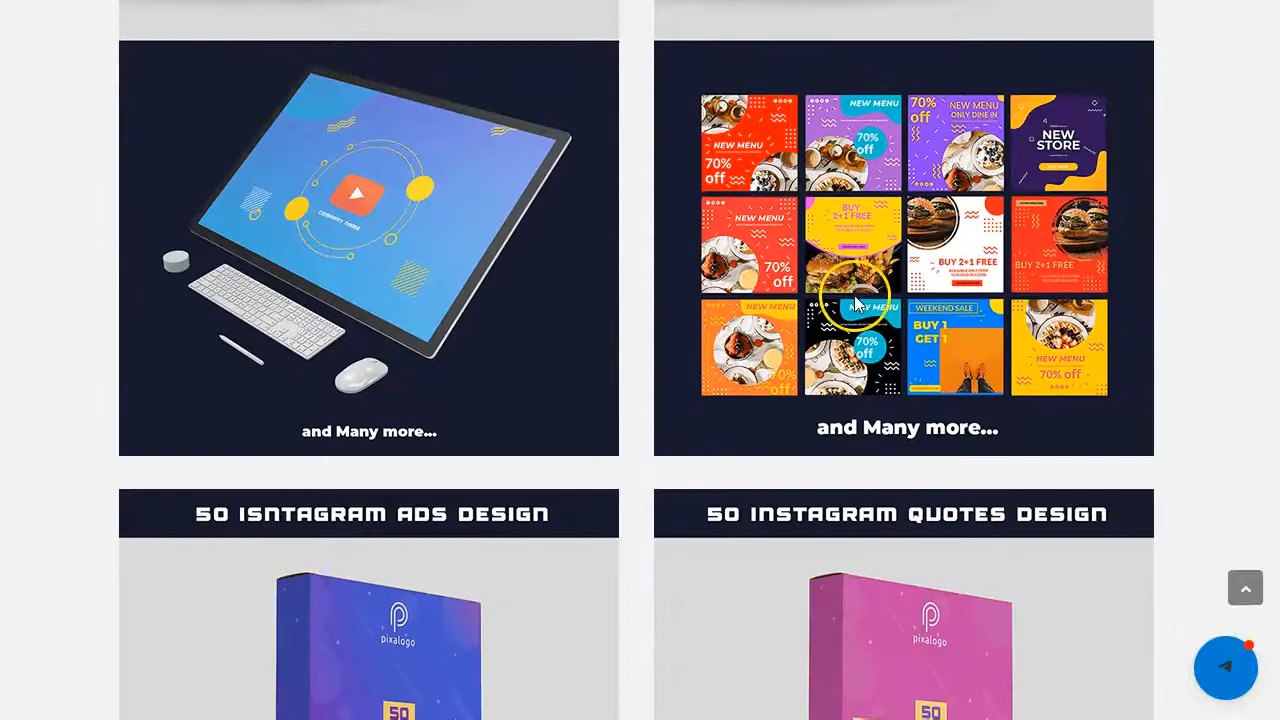 COMPANY NAME
and Many more...
NEW MENU
70%
off
NEW MENU
70%
off
70%
off
NEW MENU
ONLY DINE IN
NEW
STORE
NEW MENU
70%
off
BUY
2+1 FREE
BUY 2+1 FREE
BUY 2+1 FREE
NEW MENU
70%
off
NEW MENU
70%
off
WEEKEND SALE
BUY 1
GET 1
NEW MENU
70% off
and Many more...
50 ISNTAGRAM ADS DESIGN
pixalogo
50
50 INSTAGRAM QUOTES DESIGN
pixalogo
50